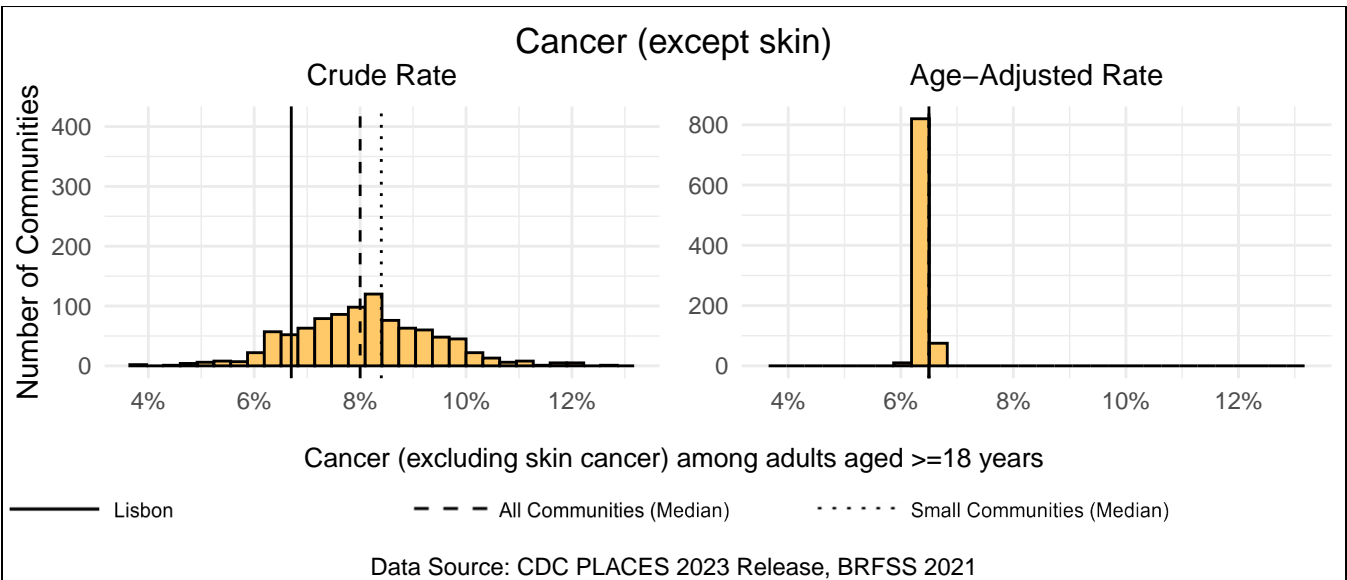 Cancer (except skin)
Crude Rate
Age−Adjusted Rate
Number of Communities
400
300
200
100
0
4%
6%
8%
10%
12%
800
600
400
200
0
4%
6%
8%
10%
12%
Cancer (excluding skin cancer) among adults aged >=18 years
Lisbon
All Communities (Median)
Small Communities (Median)
Data Source: CDC PLACES 2023 Release, BRFSS 2021